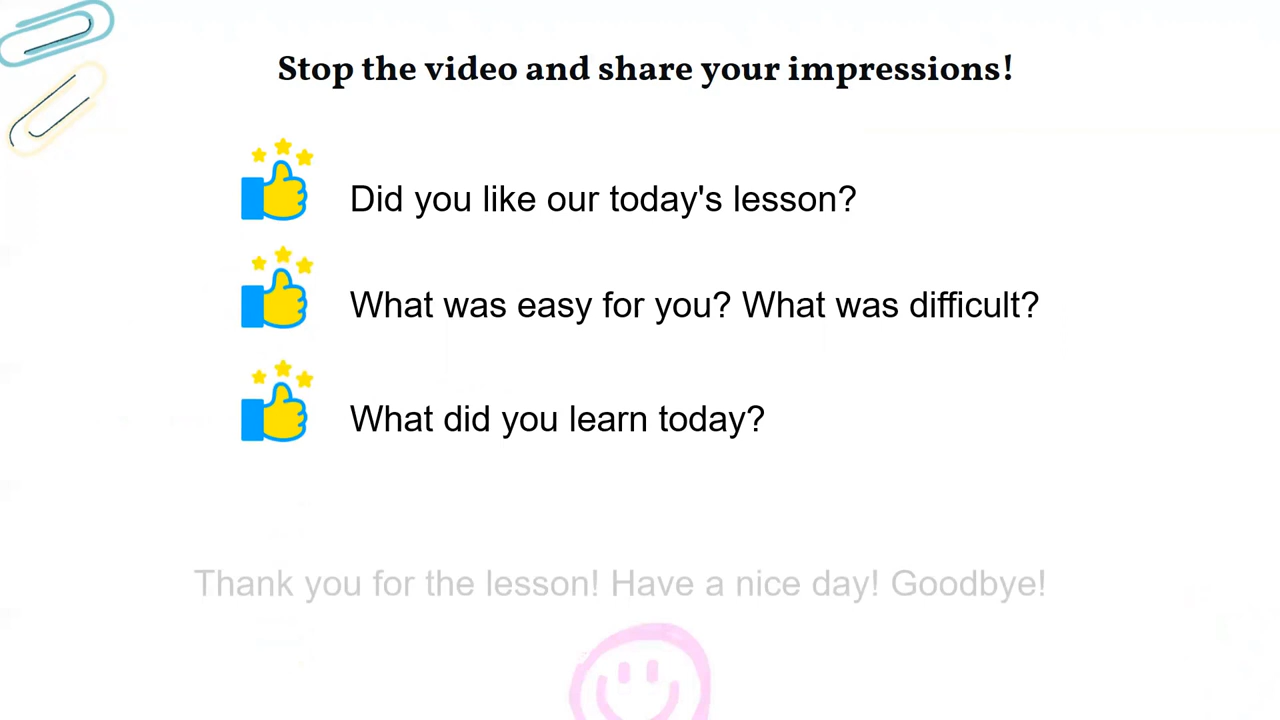 Stop the video and share your impressions!
Did you like our today's lesson?
What was easy for you? What was difficult?
What did you learn today?
Thank you for the lesson! Have a nice day! Goodbye!